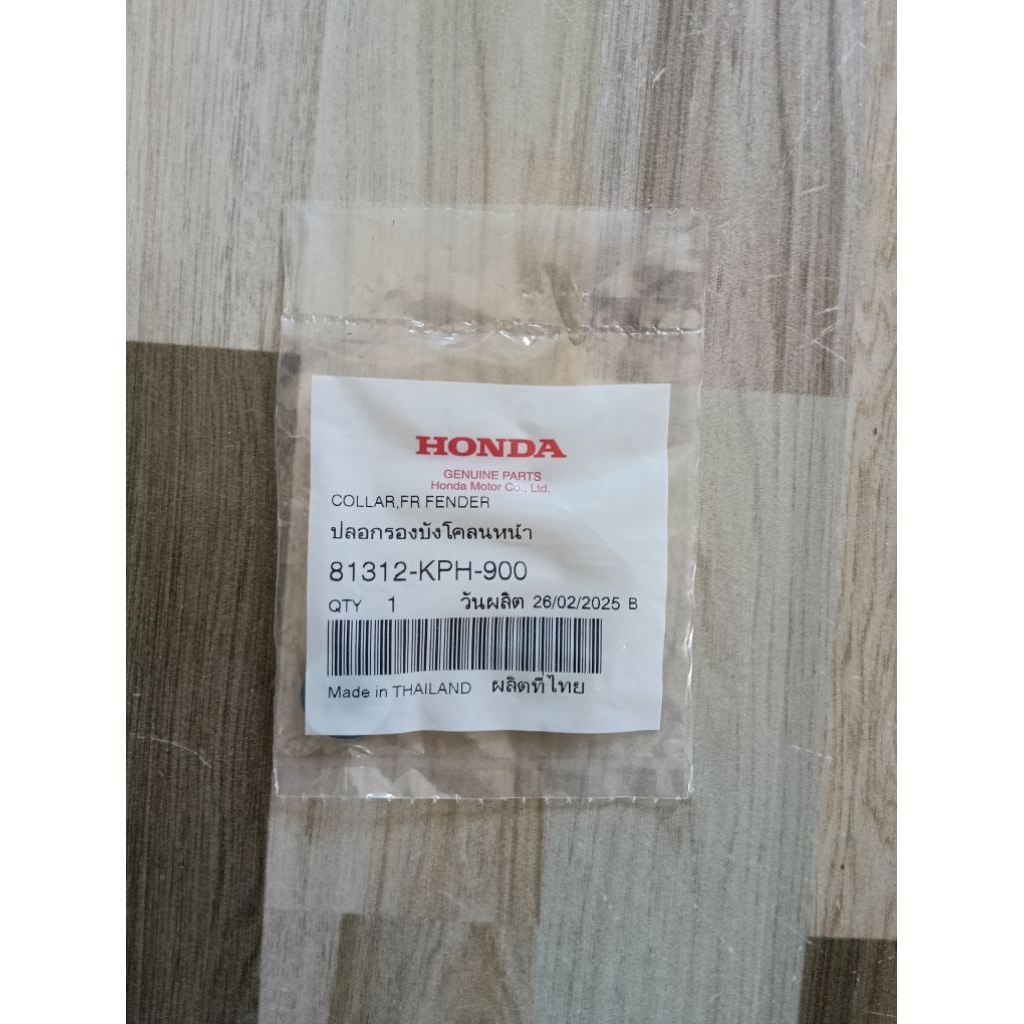 HONDA
GENUINE PARTS
Honda Motor Co., Ltd.
COLLAR,FR FENDER
ปลอกรองบังโคลนหน้า
81312-KPH-900
QTY 1 วันผลิต 26/02/2025 B
Made in THAILAND ผลิตที่ไทย